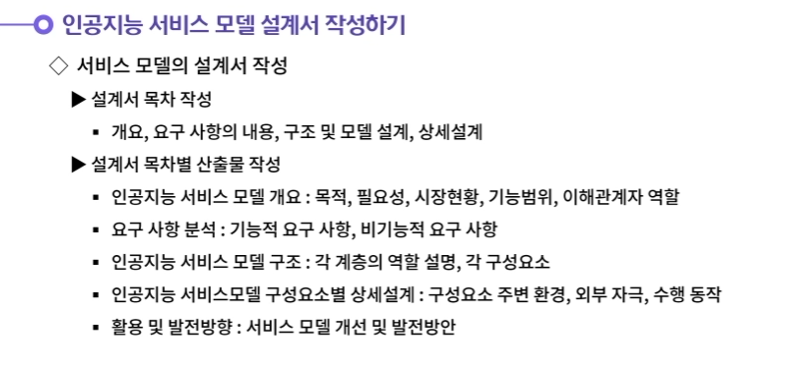 인공지능 서비스 모델 설계서 작성하기
◇ 서비스 모델의 설계서 작성
▶ 설계서 목차 작성
▪ 개요, 요구 사항의 내용, 구조 및 모델 설계, 상세설계
▶ 설계서 목차별 산출물 작성
▪ 인공지능 서비스 모델 개요 : 목적, 필요성, 시장현황, 기능범위, 이해관계자 역할
▪ 요구 사항 분석 : 기능적 요구 사항, 비기능적 요구 사항
▪ 인공지능 서비스 모델 구조 : 각 계층의 역할 설명, 각 구성요소
▪ 인공지능 서비스모델 구성요소별 상세설계 : 구성요소 주변 환경, 외부 자극, 수행 동작
▪ 활용 및 발전방향 : 서비스 모델 개선 및 발전방안